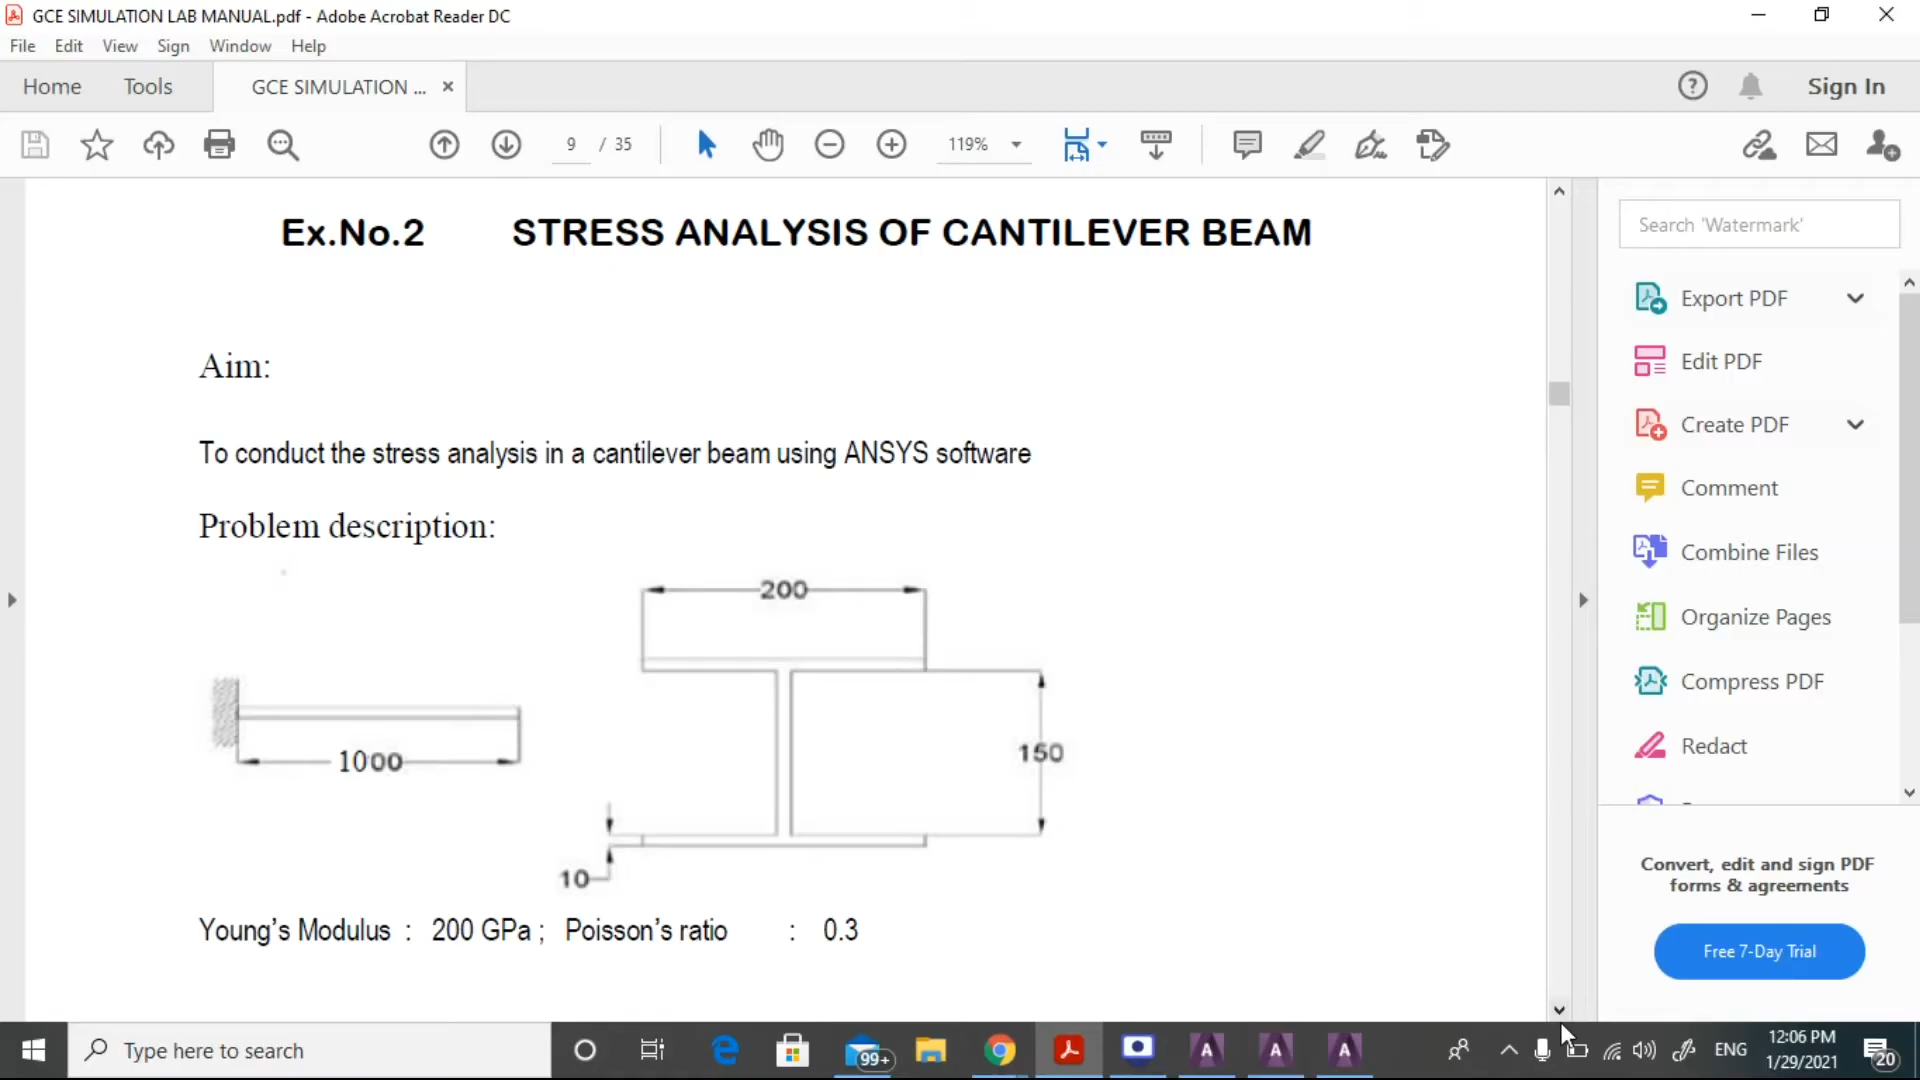 GCE SIMULATION LAB MANUAL.pdf - Adobe Acrobat Reader DC
File Edit View Sign Window Help
Home Tools GCE SIMULATION ... × Sign In
9 / 35 119%
Ex.No.2 STRESS ANALYSIS OF CANTILEVER BEAM
Aim:
To conduct the stress analysis in a cantilever beam using ANSYS software
Problem description:
200
150
1000
10
Young's Modulus : 200 GPa ; Poisson's ratio : 0.3
Search 'Watermark'
Export PDF
Edit PDF
Create PDF
Comment
Combine Files
Organize Pages
Compress PDF
Redact
Convert, edit and sign PDF
forms & agreements
Free 7-Day Trial
Type here to search
99+
ENG
12:06 PM
1/29/2021
20